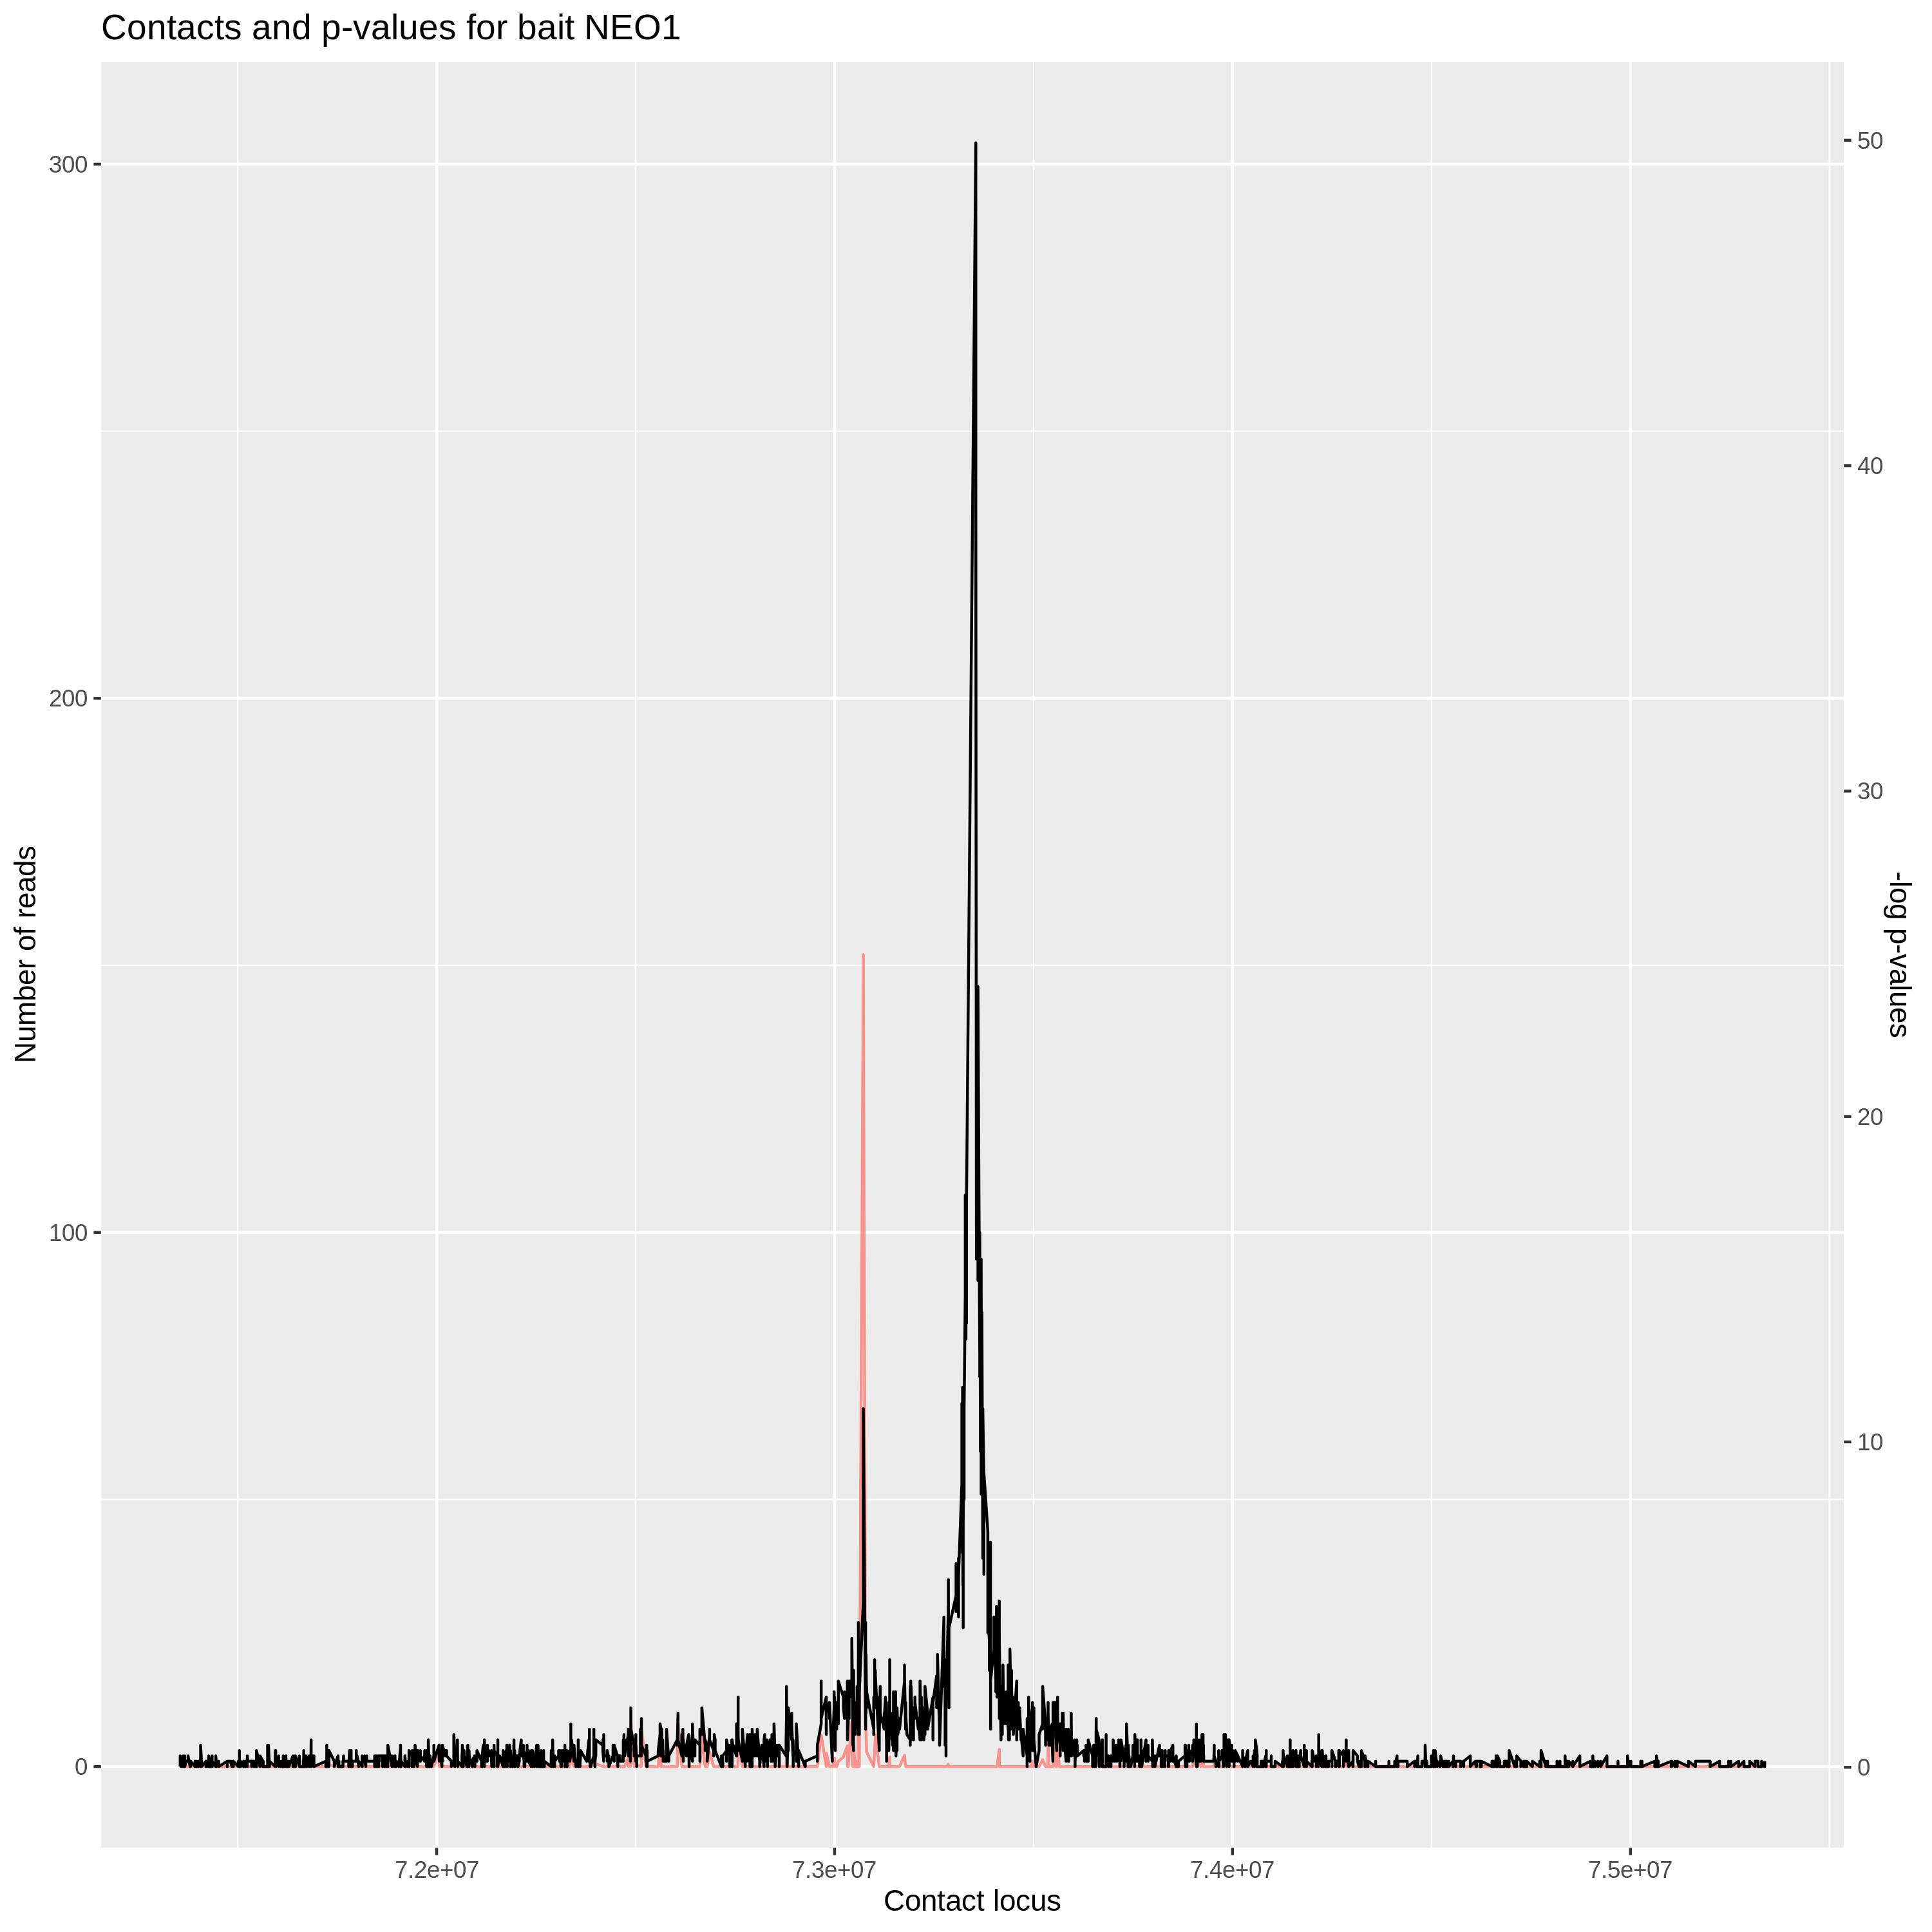 Contacts and p-values for bait NEO1
300
200
100
0
Number of reads
50
40
30
20
10
0
-log p-values
7.2e+07
7.3e+07
7.4e+07
7.5e+07
Contact locus